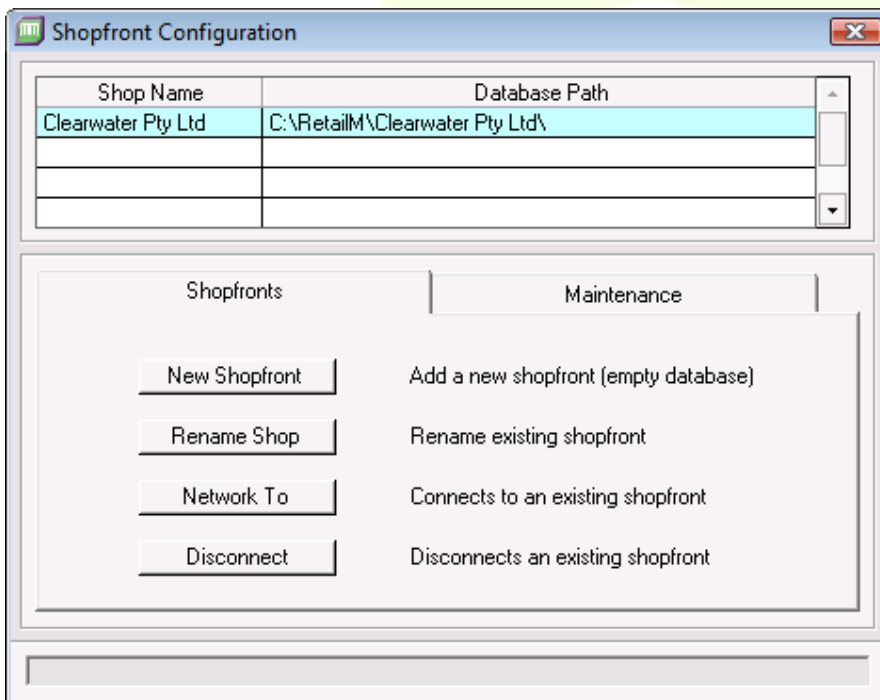 Shopfront Configuration
Shop Name Database Path
Clearwater Pty Ltd C:\RetailM\Clearwater Pty Ltd\
Shopfronts Maintenance
New Shopfront Add a new shopfront (empty database)
Rename Shop Rename existing shopfront
Network To Connects to an existing shopfront
Disconnect Disconnects an existing shopfront